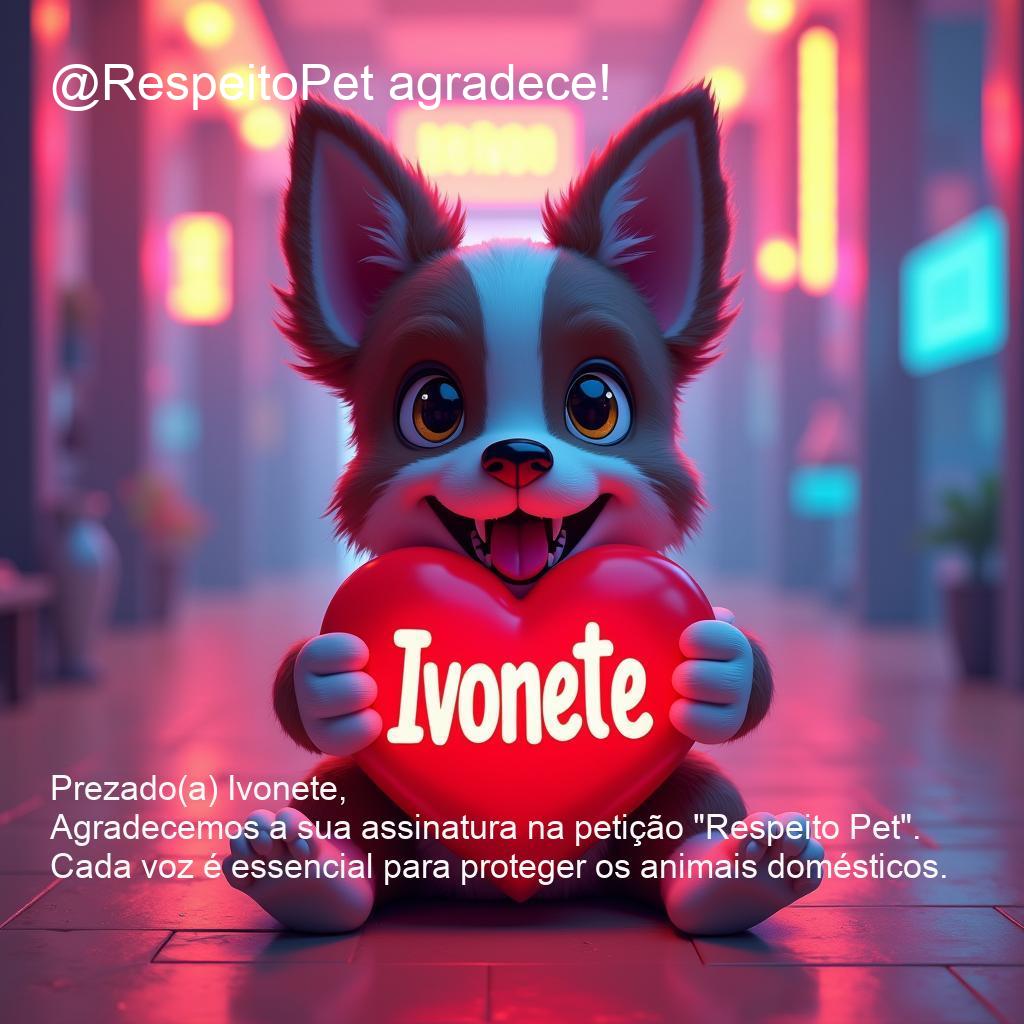 @RespeitoPet agradece!
Ivonete
Prezado(a) Ivonete,
Agradecemos a sua assinatura na petição "Respeito Pet".
Cada voz é essencial para proteger os animais domésticos.